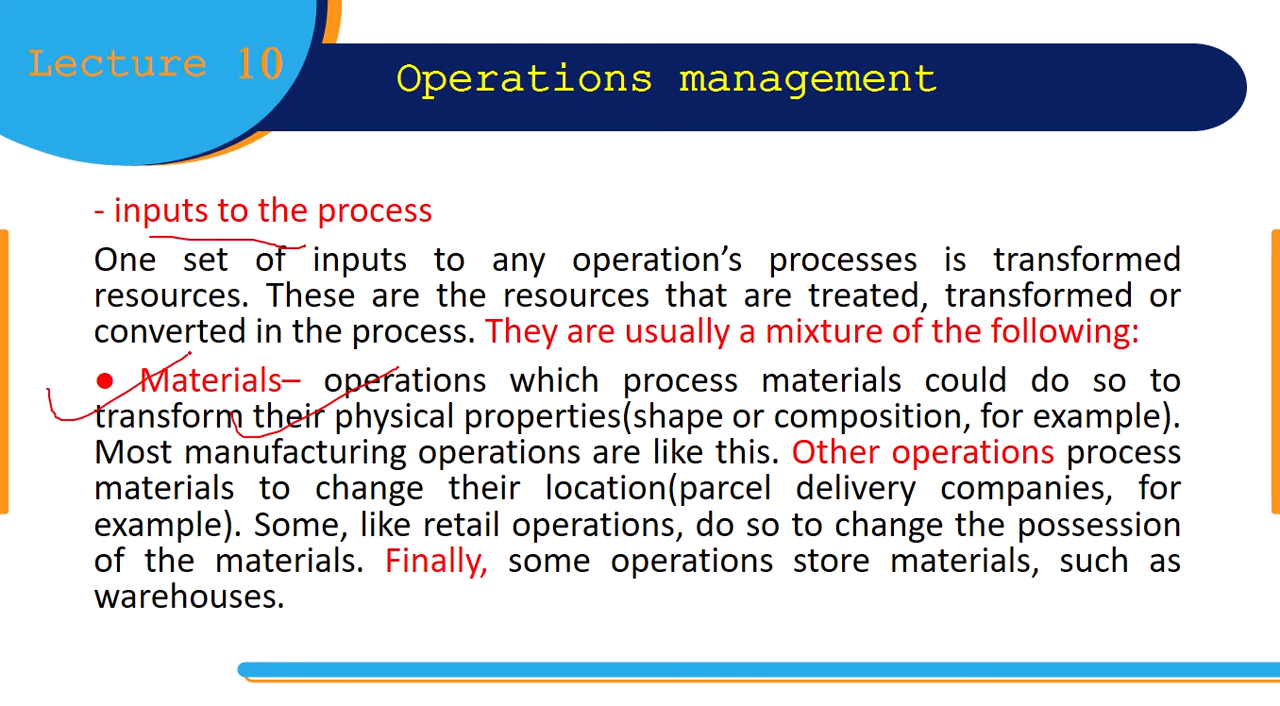 Lecture 10
Operations management
- inputs to the process
One set of inputs to any operation's processes is transformed
resources. These are the resources that are treated, transformed or
converted in the process. They are usually a mixture of the following:
● Materials– operations which process materials could do so to
transform their physical properties(shape or composition, for example).
Most manufacturing operations are like this. Other operations process
materials to change their location(parcel delivery companies, for
example). Some, like retail operations, do so to change the possession
of the materials. Finally, some operations store materials, such as
warehouses.